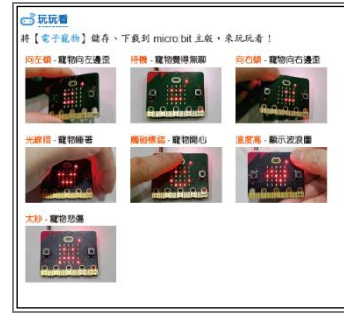 玩玩看
將【電子寵物】儲存、下載到 micro:bit 主版，來玩玩看！
向左傾 - 寵物向左邊歪
待機 - 寵物覺得無聊
向右傾 - 寵物向右邊歪
光線暗 - 寵物睡著
觸碰標誌 - 寵物開心
溫度高 - 顯示波浪圖
太吵 - 寵物悲傷